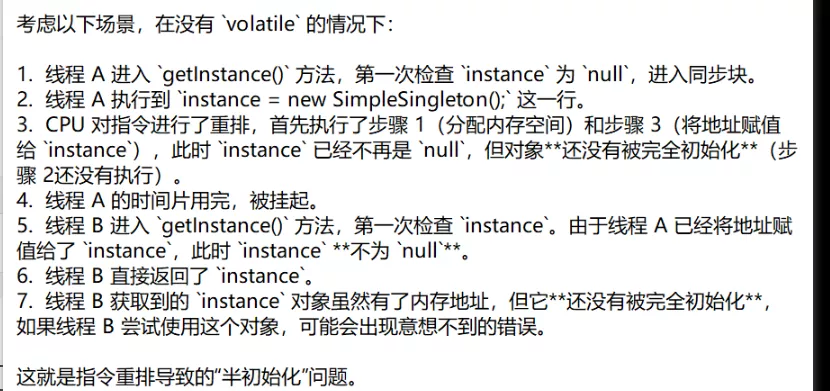 考虑以下场景，在没有 `volatile` 的情况下：
1. 线程 A 进入 `getInstance()` 方法，第一次检查 `instance` 为 `null`，进入同步块。
2. 线程 A 执行到 `instance = new SimpleSingleton();` 这一行。
3. CPU 对指令进行了重排，首先执行了步骤 1（分配内存空间）和步骤 3（将地址赋值
给 `instance`），此时 `instance` 已经不再是 `null`，但对象**还没有被完全初始化**（步
骤 2还没有执行）。
4. 线程 A 的时间片用完，被挂起。
5. 线程 B 进入 `getInstance()` 方法，第一次检查 `instance`。由于线程 A 已经将地址赋
值给了 `instance`，此时 `instance` **不为 `null`**。
6. 线程 B 直接返回了 `instance`。
7. 线程 B 获取到的 `instance` 对象虽然有了内存地址，但它**还没有被完全初始化**，
如果线程 B 尝试使用这个对象，可能会出现意想不到的错误。
这就是指令重排导致的“半初始化”问题。